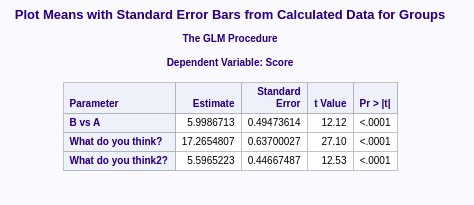 Plot Means with Standard Error Bars from Calculated Data for Groups
The GLM Procedure
Dependent Variable: Score
Parameter Estimate Standard Error t Value Pr > |t|
B vs A 5.9986713 0.49473614 12.12 <.0001
What do you think? 17.2654807 0.63700027 27.10 <.0001
What do you think2? 5.5965223 0.44667487 12.53 <.0001